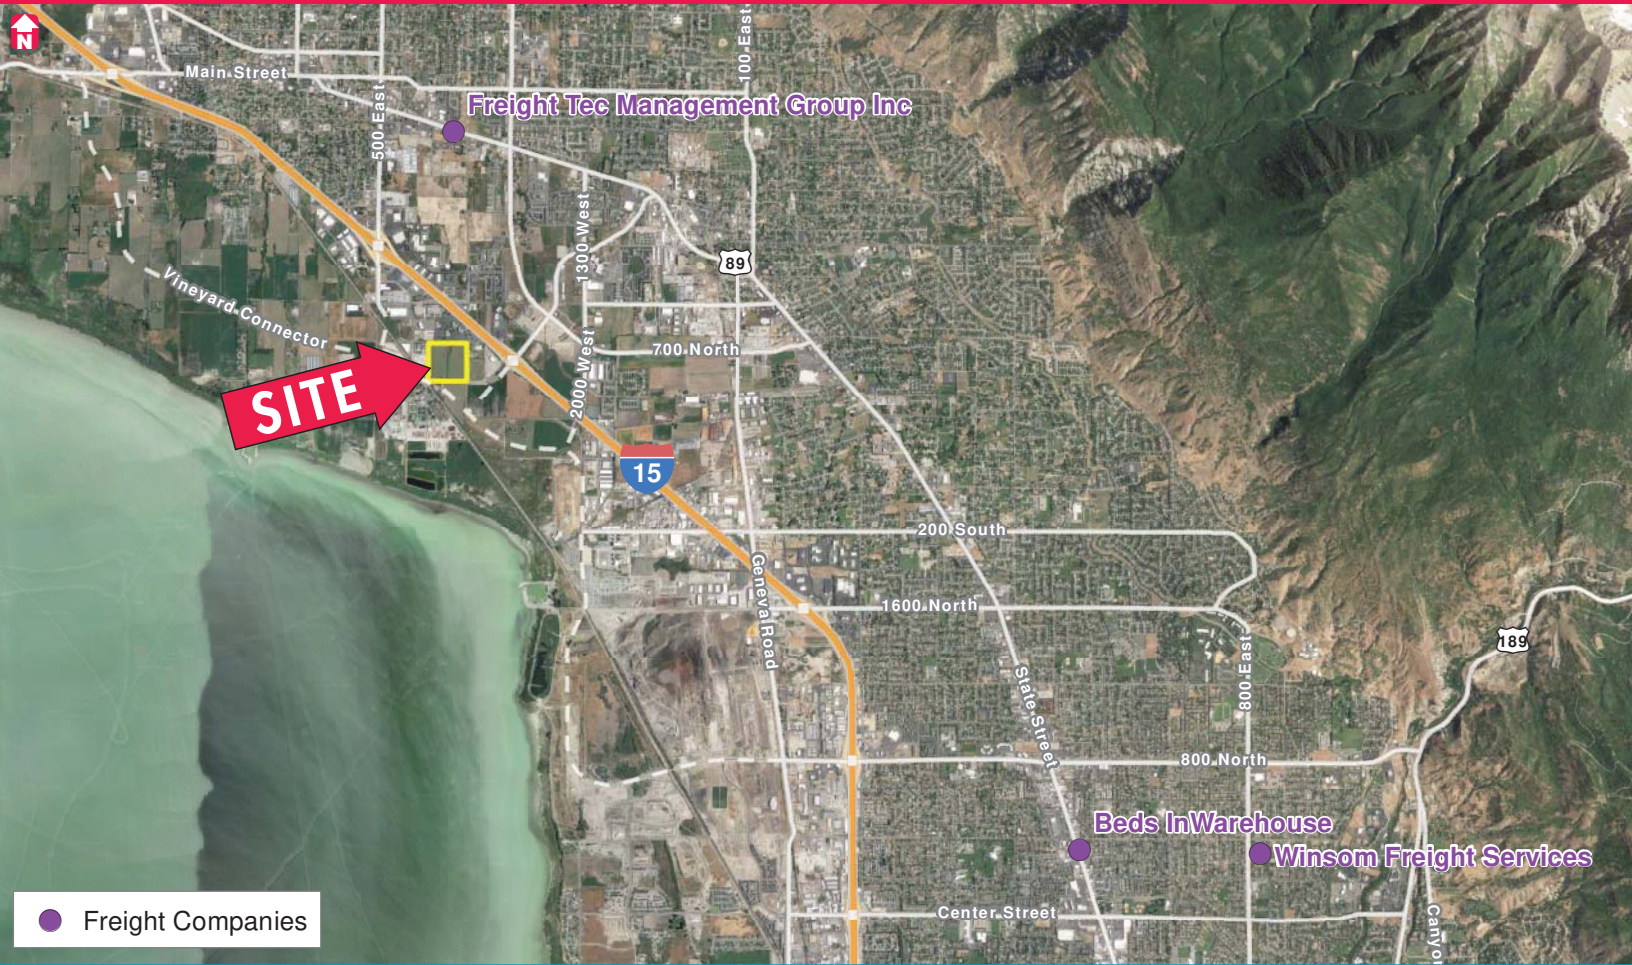 N
Main Street
500 East
100 East
Freight Tec Management Group Inc
1300 West
89
Vineyard Connector
700 North
2000 West
SITE
15
200 South
Geneva Road
1600 North
State Street
800 East
189
800 North
Beds InWarehouse
Winsom Freight Services
Center Street
Canyo
Freight Companies